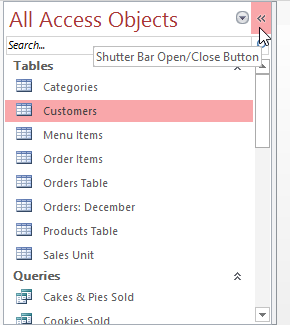 All Access Objects
Search...
Shutter Bar Open/Close Button
Tables
Categories
Customers
Menu Items
Order Items
Orders Table
Orders: December
Products Table
Sales Unit
Queries
Cakes & Pies Sold
Cookies Sold